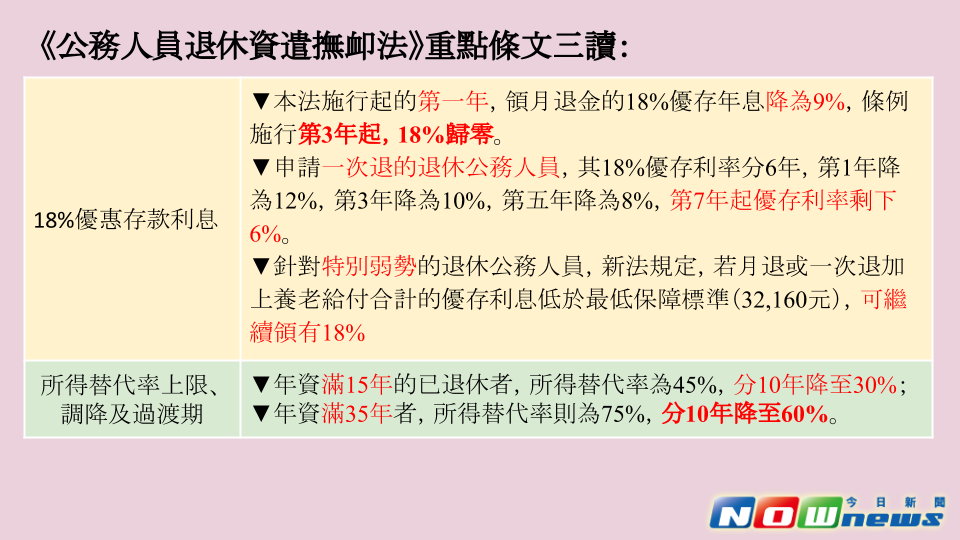 《公務人員退休資遣撫卹法》重點條文三讀：
18%優惠存款利息
▼本法施行起的第一年，領月退金的18%優存年息降為9%，條例
施行第3年起，18%歸零。
▼申請一次退的退休公務人員，其18%優存利率分6年，第1年降
為12%，第3年降為10%，第五年降為8%，第7年起優存利率剩下
6%。
▼針對特別弱勢的退休公務人員，新法規定，若月退或一次退加
上養老給付合計的優存利息低於最低保障標準（32,160元），可繼
續領有18%
所得替代率上限、
調降及過渡期
▼年資滿15年的已退休者，所得替代率為45%，分10年降至30%；
▼年資滿35年者，所得替代率則為75%，分10年降至60%。
今日新聞
NOWnews